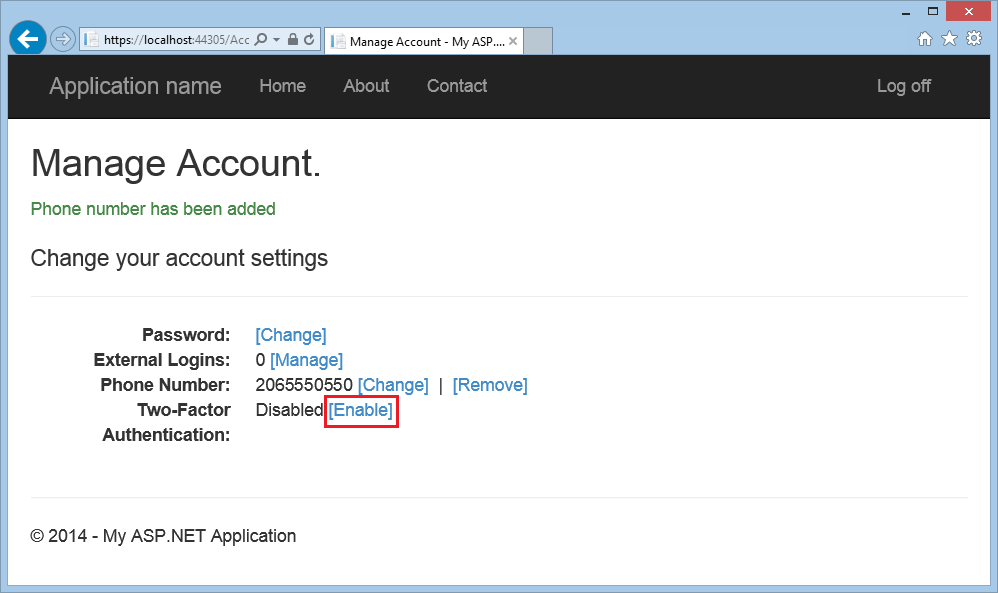 https://localhost:44305/Acc
Manage Account - My ASP....
Application name Home About Contact Log off
Manage Account.
Phone number has been added
Change your account settings
Password: [Change]
External Logins: 0 [Manage]
Phone Number: 2065550550 [Change] | [Remove]
Two-Factor Disabled [Enable]
Authentication:
© 2014 - My ASP.NET Application